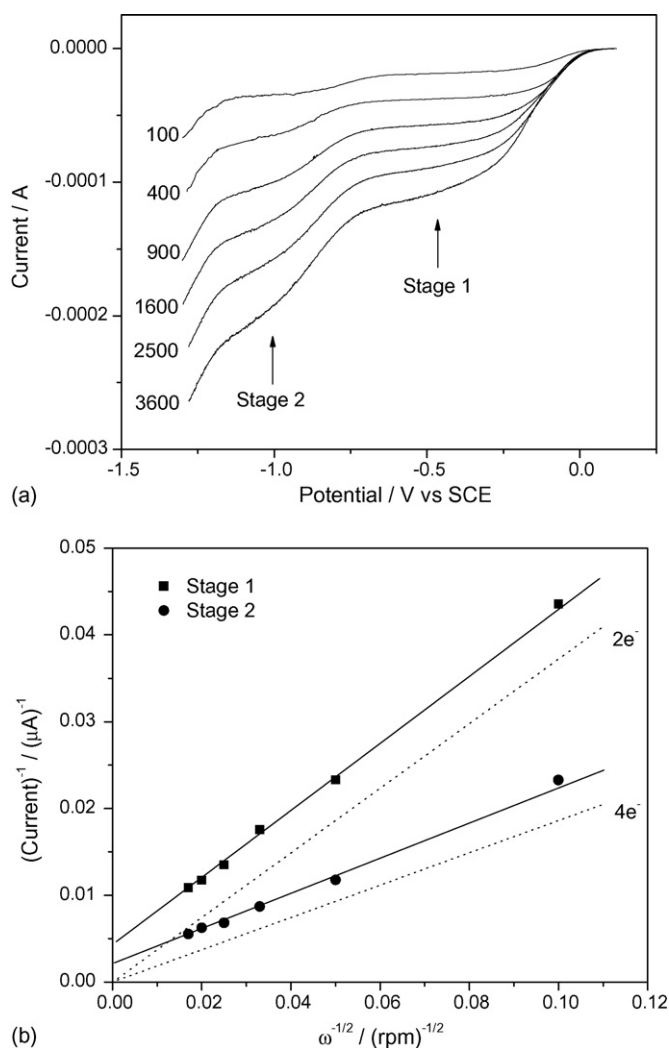 0.0000
-0.0001
-0.0002
-0.0003
Current / A
100
400
900
1600
2500
3600
Stage 1
Stage 2
-1.5
-1.0
-0.5
0.0
Potential / V vs SCE
(a)
0.05
0.04
0.03
0.02
0.01
0.00
(Current)⁻¹ / (μA)⁻¹
Stage 1
Stage 2
2e⁻
4e⁻
0.00
0.02
0.04
0.06
0.08
0.10
0.12
ω⁻¹/² / (rpm)⁻¹/²
(b)